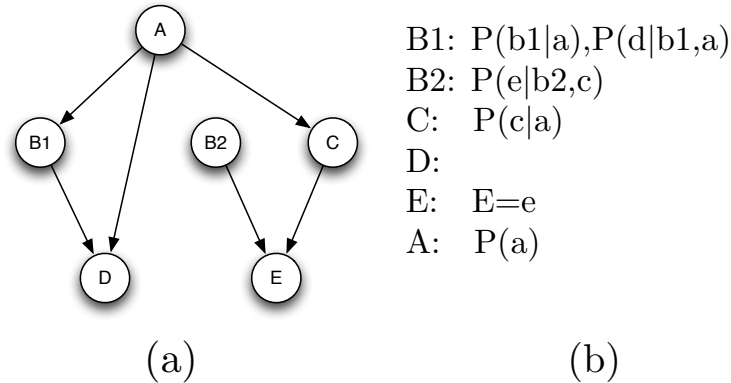 A
B1
B2
C
D
E
(a)
B1: P(b1|a),P(d|b1,a)
B2: P(e|b2,c)
C: P(c|a)
D:
E: E=e
A: P(a)
(b)